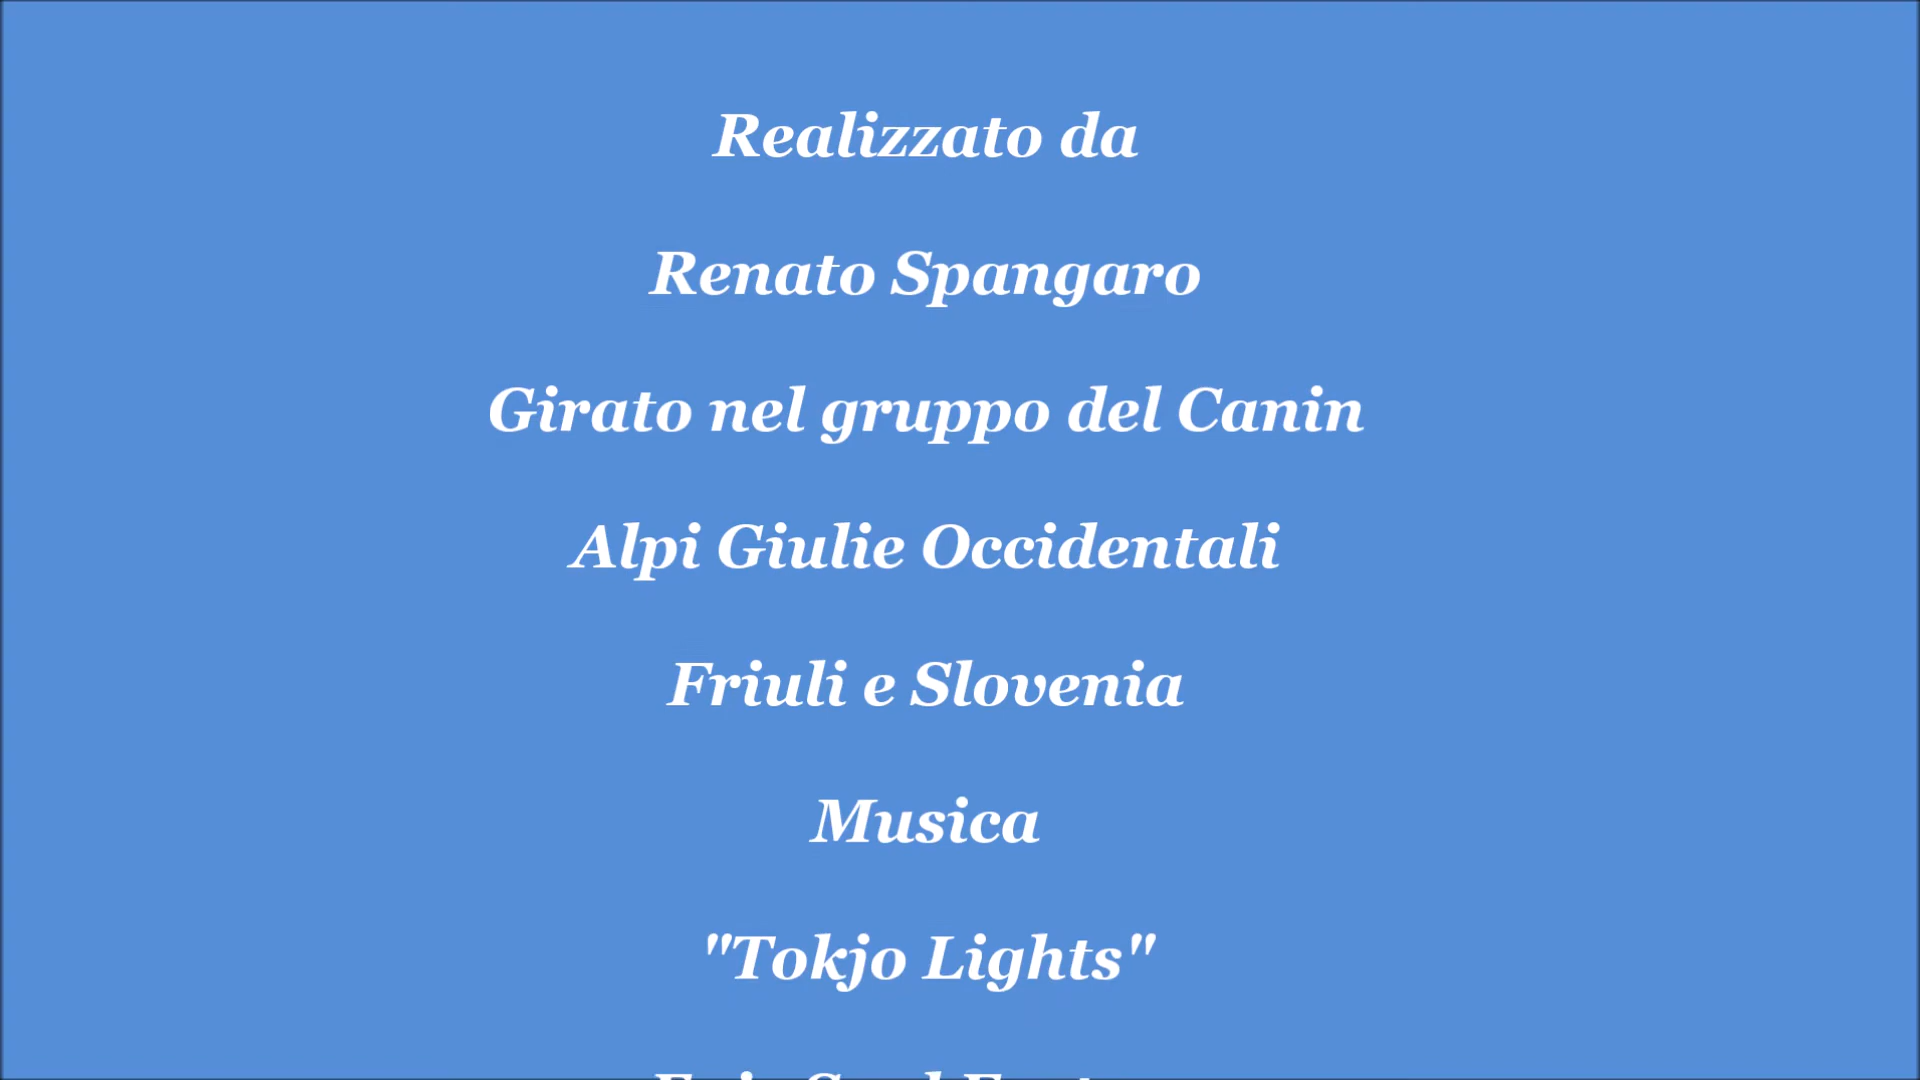 Realizzato da
Renato Spangaro
Girato nel gruppo del Canin
Alpi Giulie Occidentali
Friuli e Slovenia
Musica
"Tokjo Lights"